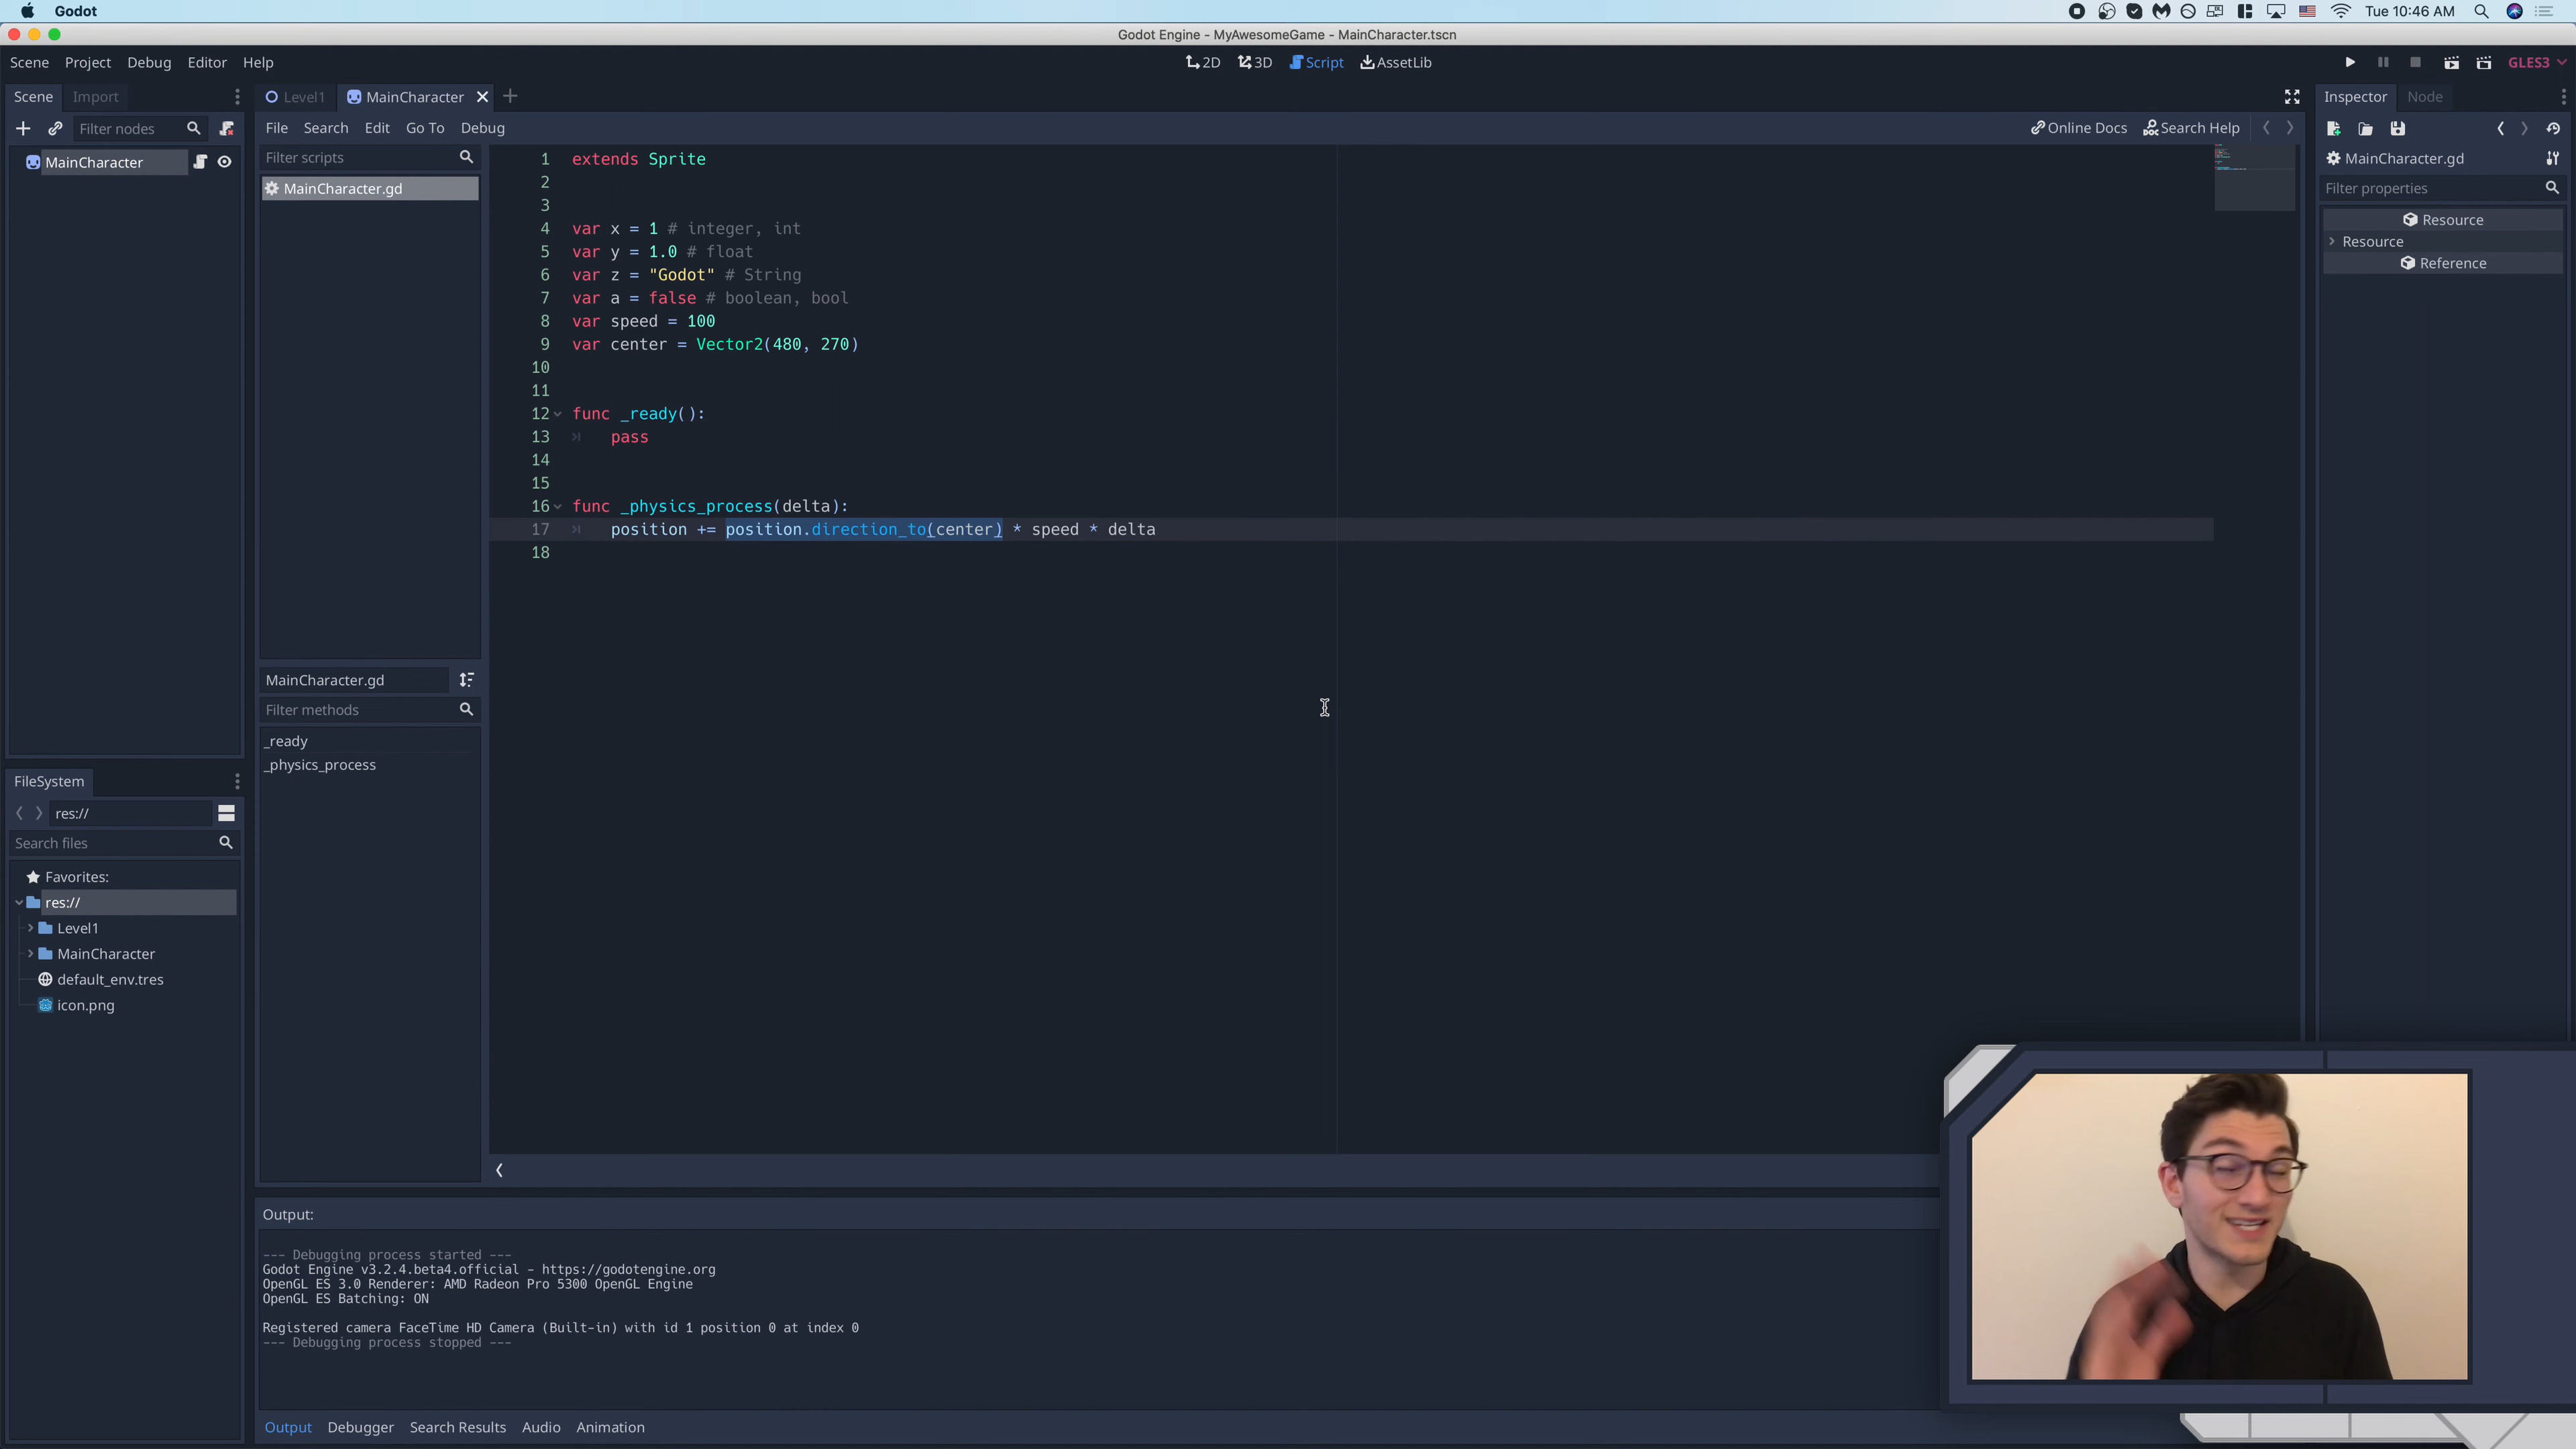 Godot
Tue 10:46 AM
Godot Engine - MyAwesomeGame - MainCharacter.tscn
Scene Project Debug Editor Help
2D 3D Script AssetLib
GLES3
Scene Import
Filter nodes
MainCharacter
Level1 MainCharacter
File Search Edit Go To Debug
Online Docs Search Help
Filter scripts
MainCharacter.gd
1 extends Sprite
2
3
4 var x = 1 # integer, int
5 var y = 1.0 # float
6 var z = "Godot" # String
7 var a = false # boolean, bool
8 var speed = 100
9 var center = Vector2(480, 270)
10
11
12 func _ready():
13 pass
14
15
16 func _physics_process(delta):
17 position += position.direction_to(center) * speed * delta
18
MainCharacter.gd
Filter methods
_ready
_physics_process
Inspector Node
MainCharacter.gd
Filter properties
Resource
Resource
Reference
FileSystem
res://
Search files
Favorites:
res://
Level1
MainCharacter
default_env.tres
icon.png
Output:
--- Debugging process started ---
Godot Engine v3.2.4.beta4.official - https://godotengine.org
OpenGL ES 3.0 Renderer: AMD Radeon Pro 5300 OpenGL Engine
OpenGL ES Batching: ON
Registered camera FaceTime HD Camera (Built-in) with id 1 position 0 at index 0
--- Debugging process stopped ---
Output Debugger Search Results Audio Animation